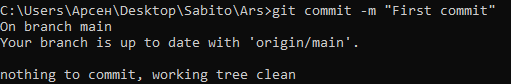 C:\Users\Арсен\Desktop\Sabito\Ars>git commit -m "First commit"
On branch main
Your branch is up to date with 'origin/main'.

nothing to commit, working tree clean